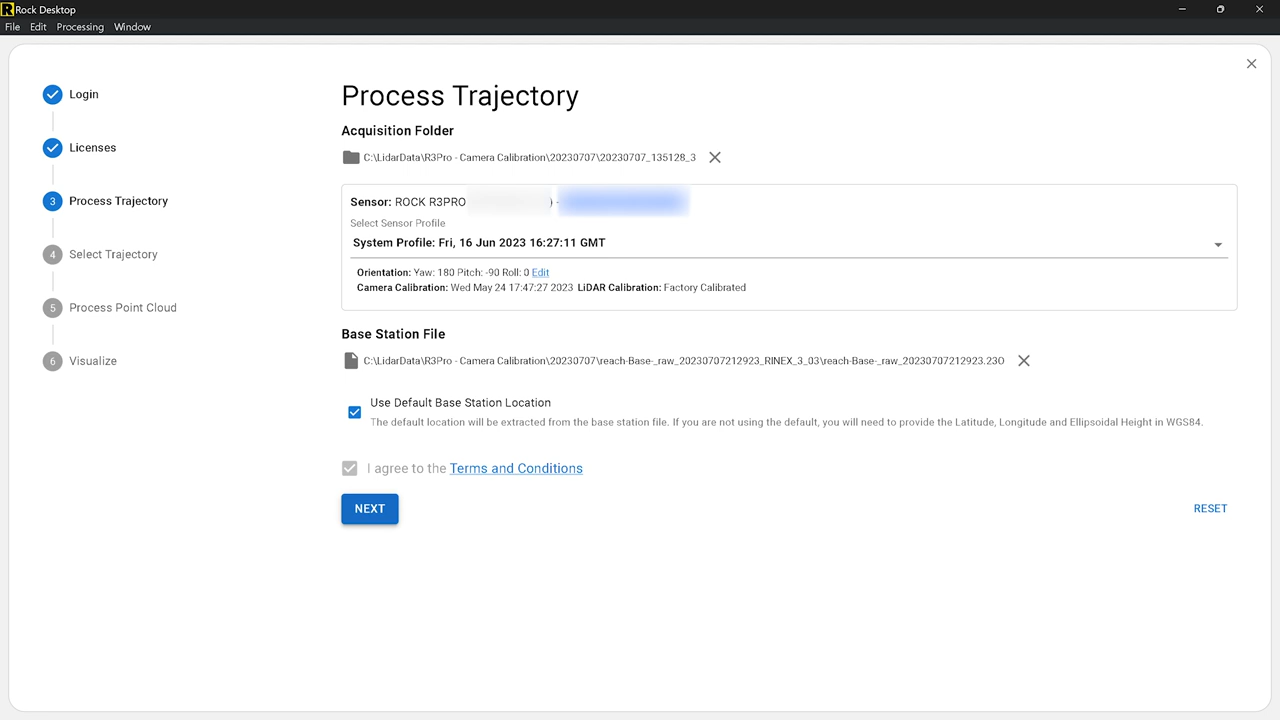 Rock Desktop
File Edit Processing Window
Login
Licenses
3 Process Trajectory
4 Select Trajectory
5 Process Point Cloud
6 Visualize
Process Trajectory
Acquisition Folder
C:\LidarData\R3Pro - Camera Calibration\20230707\20230707_135128_3
Sensor: ROCK R3PRO ) -
Select Sensor Profile
System Profile: Fri, 16 Jun 2023 16:27:11 GMT
Orientation: Yaw: 180 Pitch: -90 Roll: 0 Edit
Camera Calibration: Wed May 24 17:47:27 2023 LiDAR Calibration: Factory Calibrated
Base Station File
C:\LidarData\R3Pro - Camera Calibration\20230707\reach-Base-_raw_20230707212923_RINEX_3_03\reach-Base-_raw_20230707212923.23O
Use Default Base Station Location
The default location will be extracted from the base station file. If you are not using the default, you will need to provide the Latitude, Longitude and Ellipsoidal Height in WGS84.
I agree to the Terms and Conditions
NEXT
RESET